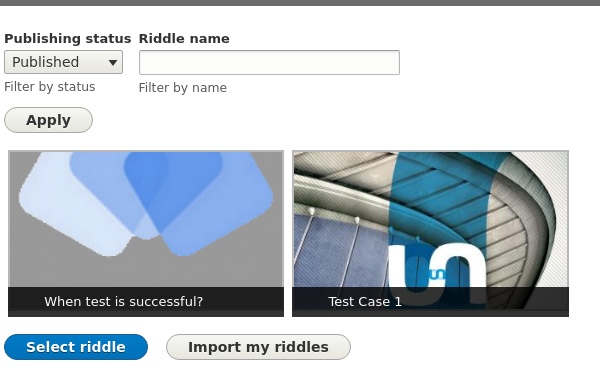 Publishing status Riddle name
Published
Filter by status Filter by name
Apply
When test is successful? Test Case 1
Select riddle Import my riddles